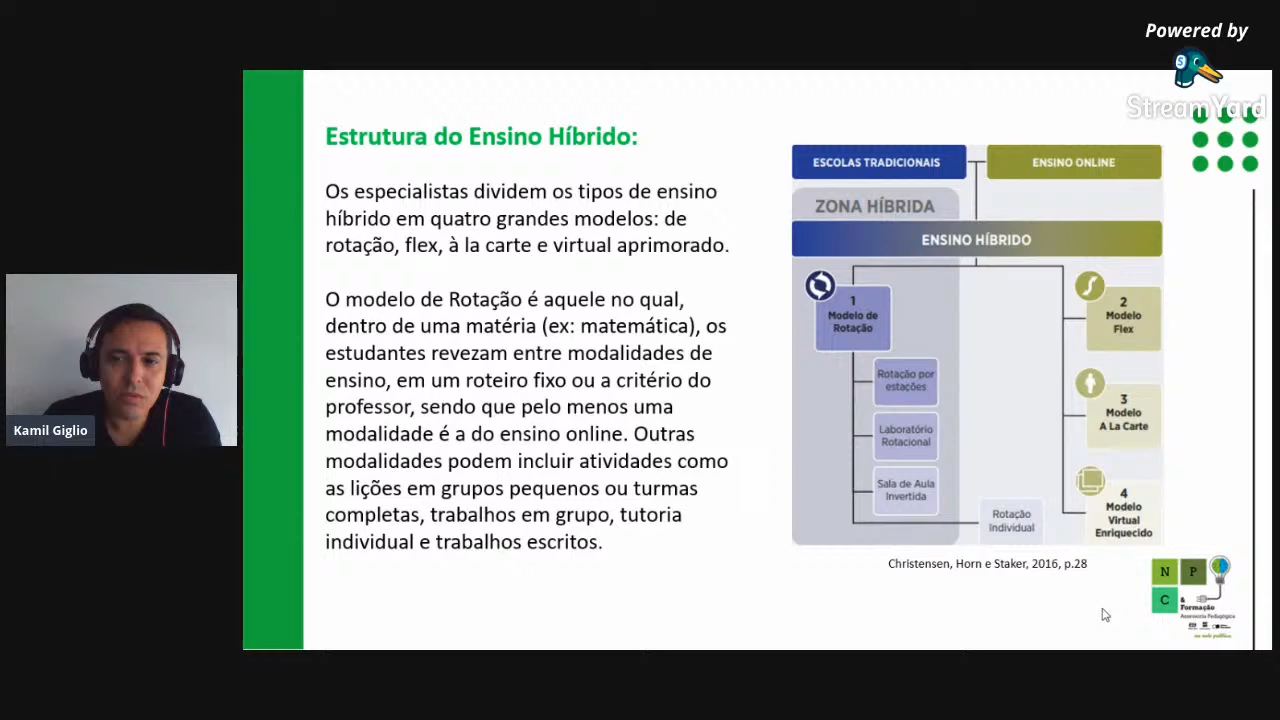 Powered by
StreamYard
Estrutura do Ensino Híbrido:
Os especialistas dividem os tipos de ensino
híbrido em quatro grandes modelos: de
rotação, flex, à la carte e virtual aprimorado.
O modelo de Rotação é aquele no qual,
dentro de uma matéria (ex: matemática), os
estudantes revezam entre modalidades de
ensino, em um roteiro fixo ou a critério do
professor, sendo que pelo menos uma
modalidade é a do ensino online. Outras
modalidades podem incluir atividades como
as lições em grupos pequenos ou turmas
completas, trabalhos em grupo, tutoria
individual e trabalhos escritos.
ESCOLAS TRADICIONAIS
ENSINO ONLINE
ZONA HÍBRIDA
ENSINO HÍBRIDO
1
Modelo de
Rotação
Rotação por
estações
Laboratório
Rotacional
Sala de Aula
Invertida
Rotação
Individual
2
Modelo
Flex
3
Modelo
A La Carte
4
Modelo
Virtual
Enriquecido
Christensen, Horn e Staker, 2016, p.28
N P
C &
Formação
Assessoria Pedagógica
Kamil Giglio